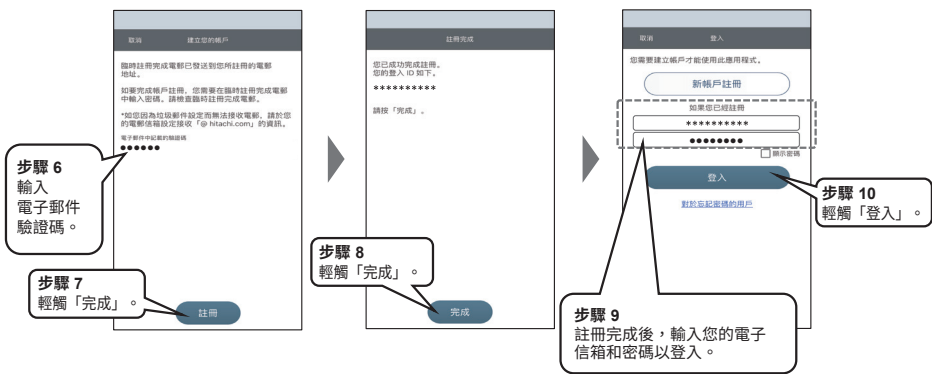 取消 建立您的帳戶
臨時註冊完成電郵已發送到您所註冊的電郵
地址。
如要完成帳戶註冊，您需要在臨時註冊完成電郵
中輸入密碼。請檢查臨時註冊完成電郵。
*如您因為垃圾郵件設定而無法接收電郵，請於您
的電郵信箱設定接收「@ hitachi.com」的資訊。
電子郵件中記載的驗證碼
●●●●●●
步驟 6
輸入
電子郵件
驗證碼。
步驟 7
輕觸「完成」。
註冊
註冊完成
您已成功完成註冊。
您的登入 ID 如下。
**********
請按「完成」。
步驟 8
輕觸「完成」。
完成
取消 登入
您需要建立帳戶才能使用此應用程式。
新帳戶註冊
如果您已經註冊
**********
●●●●●●●●
顯示密碼
登入
對於忘記密碼的用戶
步驟 10
輕觸「登入」。
步驟 9
註冊完成後，輸入您的電子
信箱和密碼以登入。